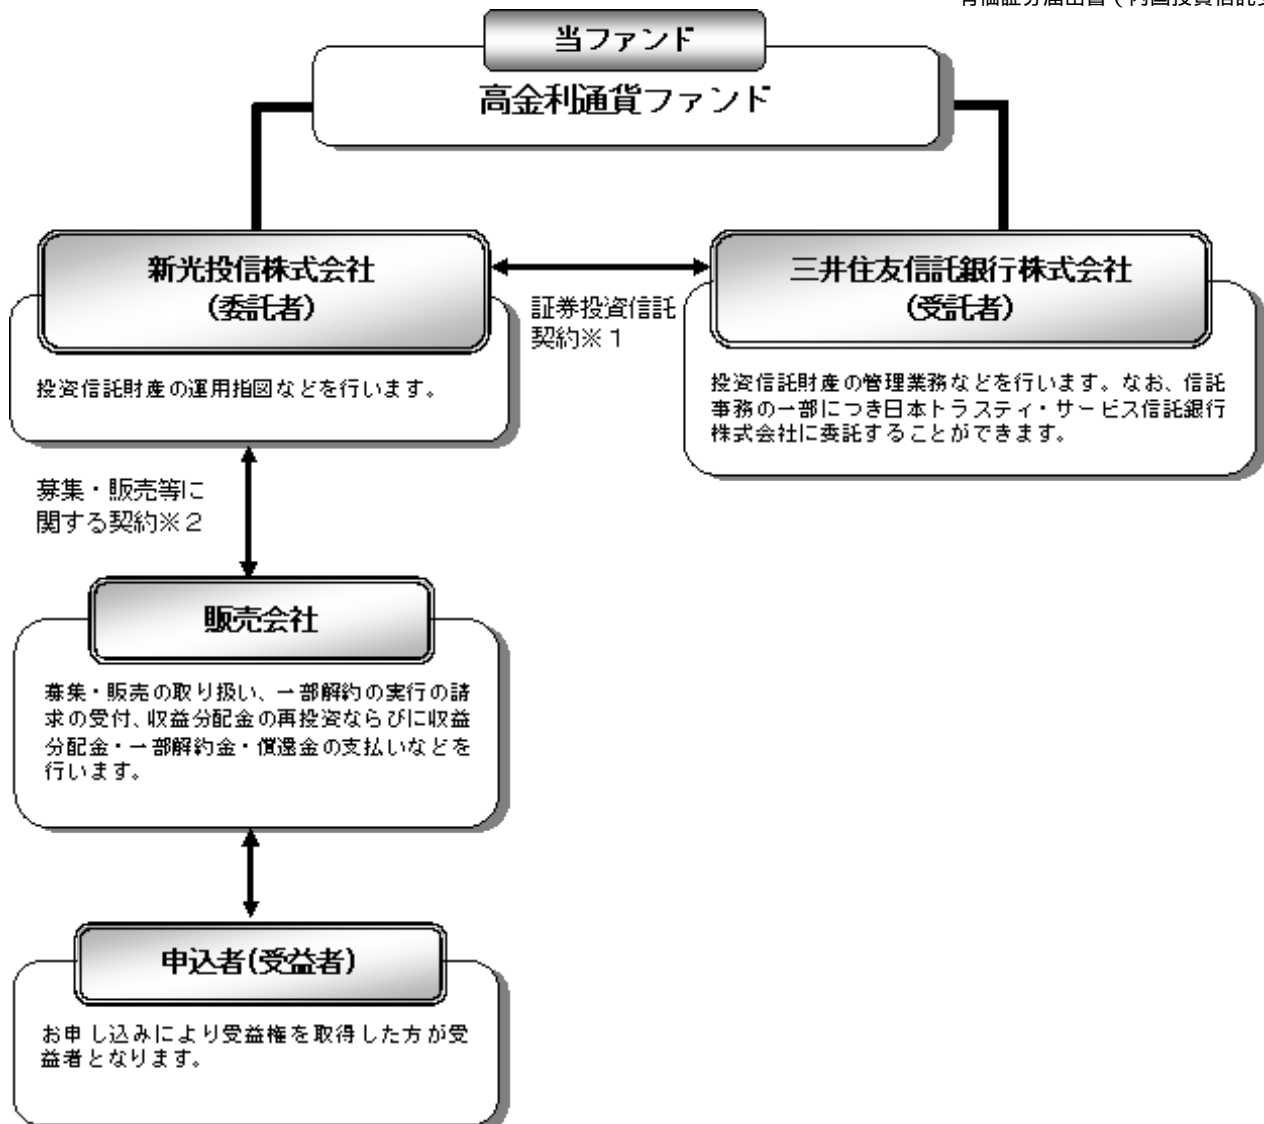 当ファンド
高金利通貨ファンド
新光投信株式会社
(委託者)
投資信託財産の運用指図などを行います。
証券投資信託
契約※１
三井住友信託銀行株式会社
(受託者)
投資信託財産の管理業務などを行います。なお、信託
事務の一部につき日本トラスティ・サービス信託銀行
株式会社に委託することができます。
募集・販売等に
関する契約※２
販売会社
募集・販売の取り扱い、一部解約の実行の請
求の受付、収益分配金の再投資ならびに収益
分配金・一部解約金・償還金の支払いなどを
行います。
申込者(受益者)
お申し込みにより受益権を取得した方が受
益者となります。